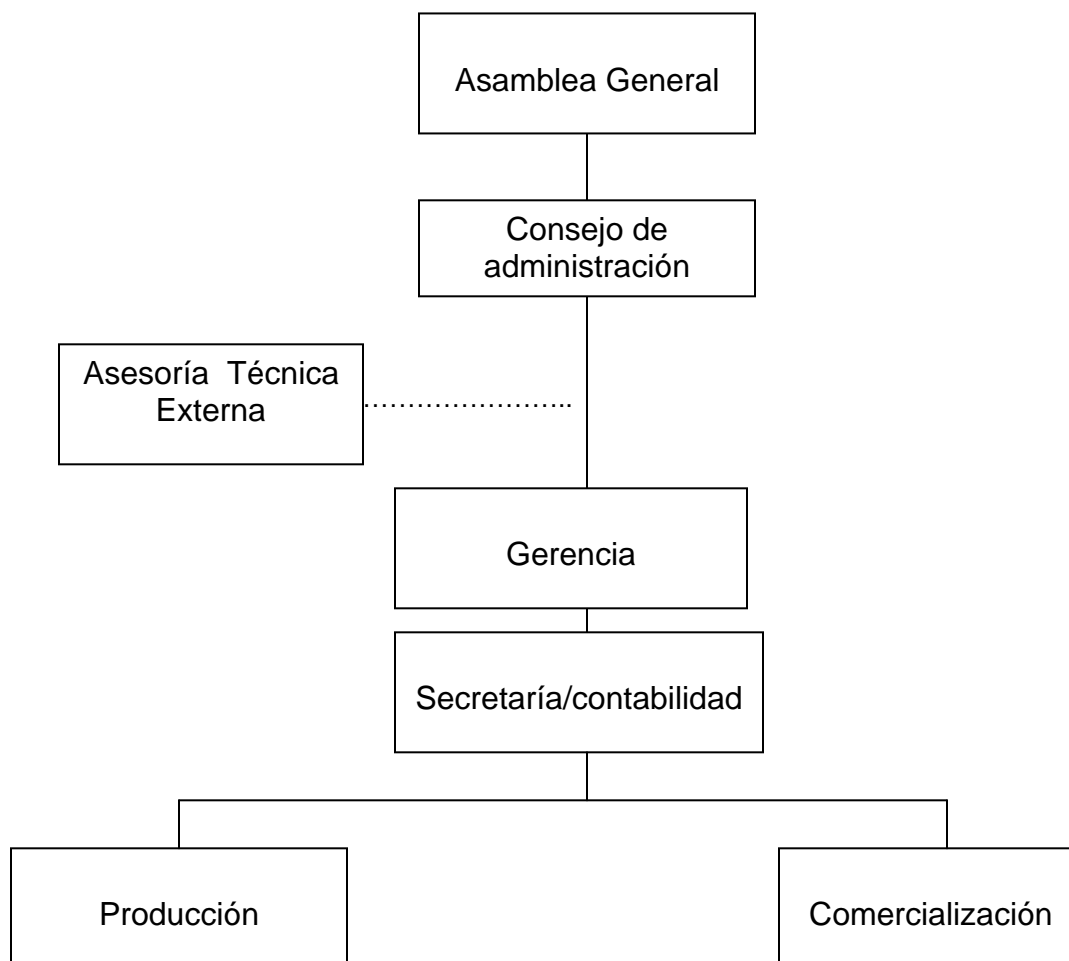 Asamblea General
Consejo de
administración
Asesoría Técnica
Externa
Gerencia
Secretaría/contabilidad
Producción
Comercialización